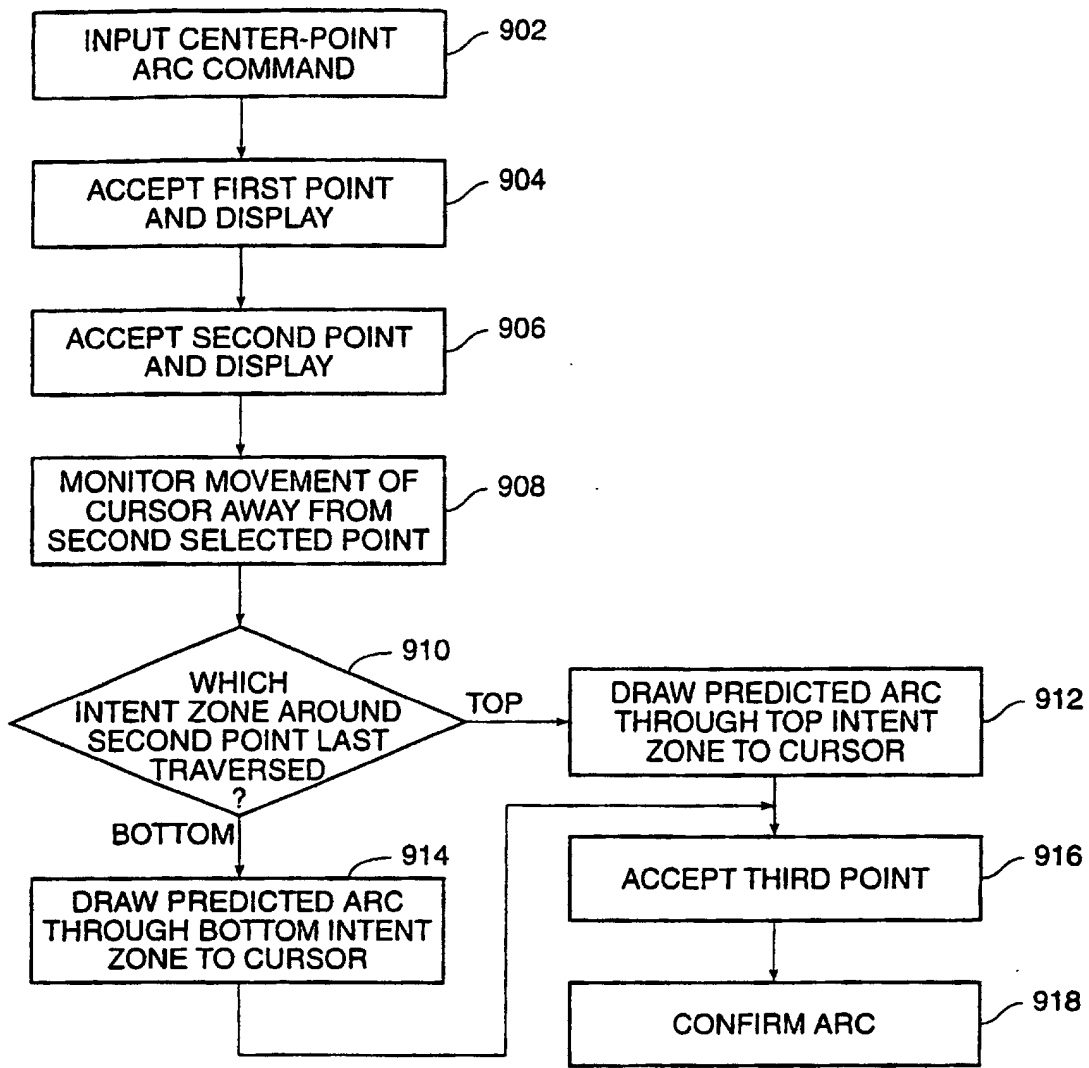 INPUT CENTER-POINT
ARC COMMAND
902
ACCEPT FIRST POINT
AND DISPLAY
904
ACCEPT SECOND POINT
AND DISPLAY
906
MONITOR MOVEMENT OF
CURSOR AWAY FROM
SECOND SELECTED POINT
908
910
WHICH
INTENT ZONE AROUND
SECOND POINT LAST
TRAVERSED
?
TOP
BOTTOM
DRAW PREDICTED ARC
THROUGH TOP INTENT
ZONE TO CURSOR
912
914
DRAW PREDICTED ARC
THROUGH BOTTOM INTENT
ZONE TO CURSOR
ACCEPT THIRD POINT
916
CONFIRM ARC
918